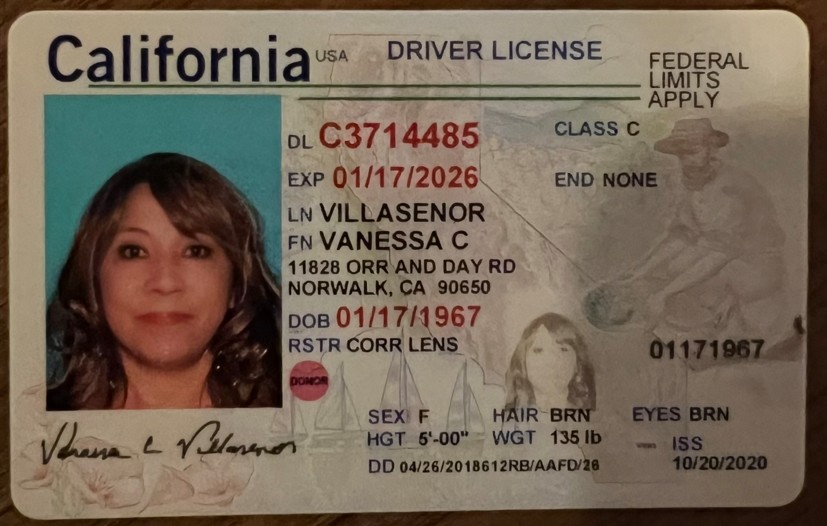 California USA DRIVER LICENSE
FEDERAL
LIMITS
APPLY
DL C3714485
CLASS C
EXP 01/17/2026
END NONE
LN VILLASENOR
FN VANESSA C
11828 ORR AND DAY RD
NORWALK, CA 90650
DOB 01/17/1967
RSTR CORR LENS
01171967
DONOR
SEX F
HAIR BRN
EYES BRN
HGT 5'-00"
WGT 135 lb
ISS
DD 04/26/2018612RB/AAFD/26
10/20/2020
Vanessa C Villasenor